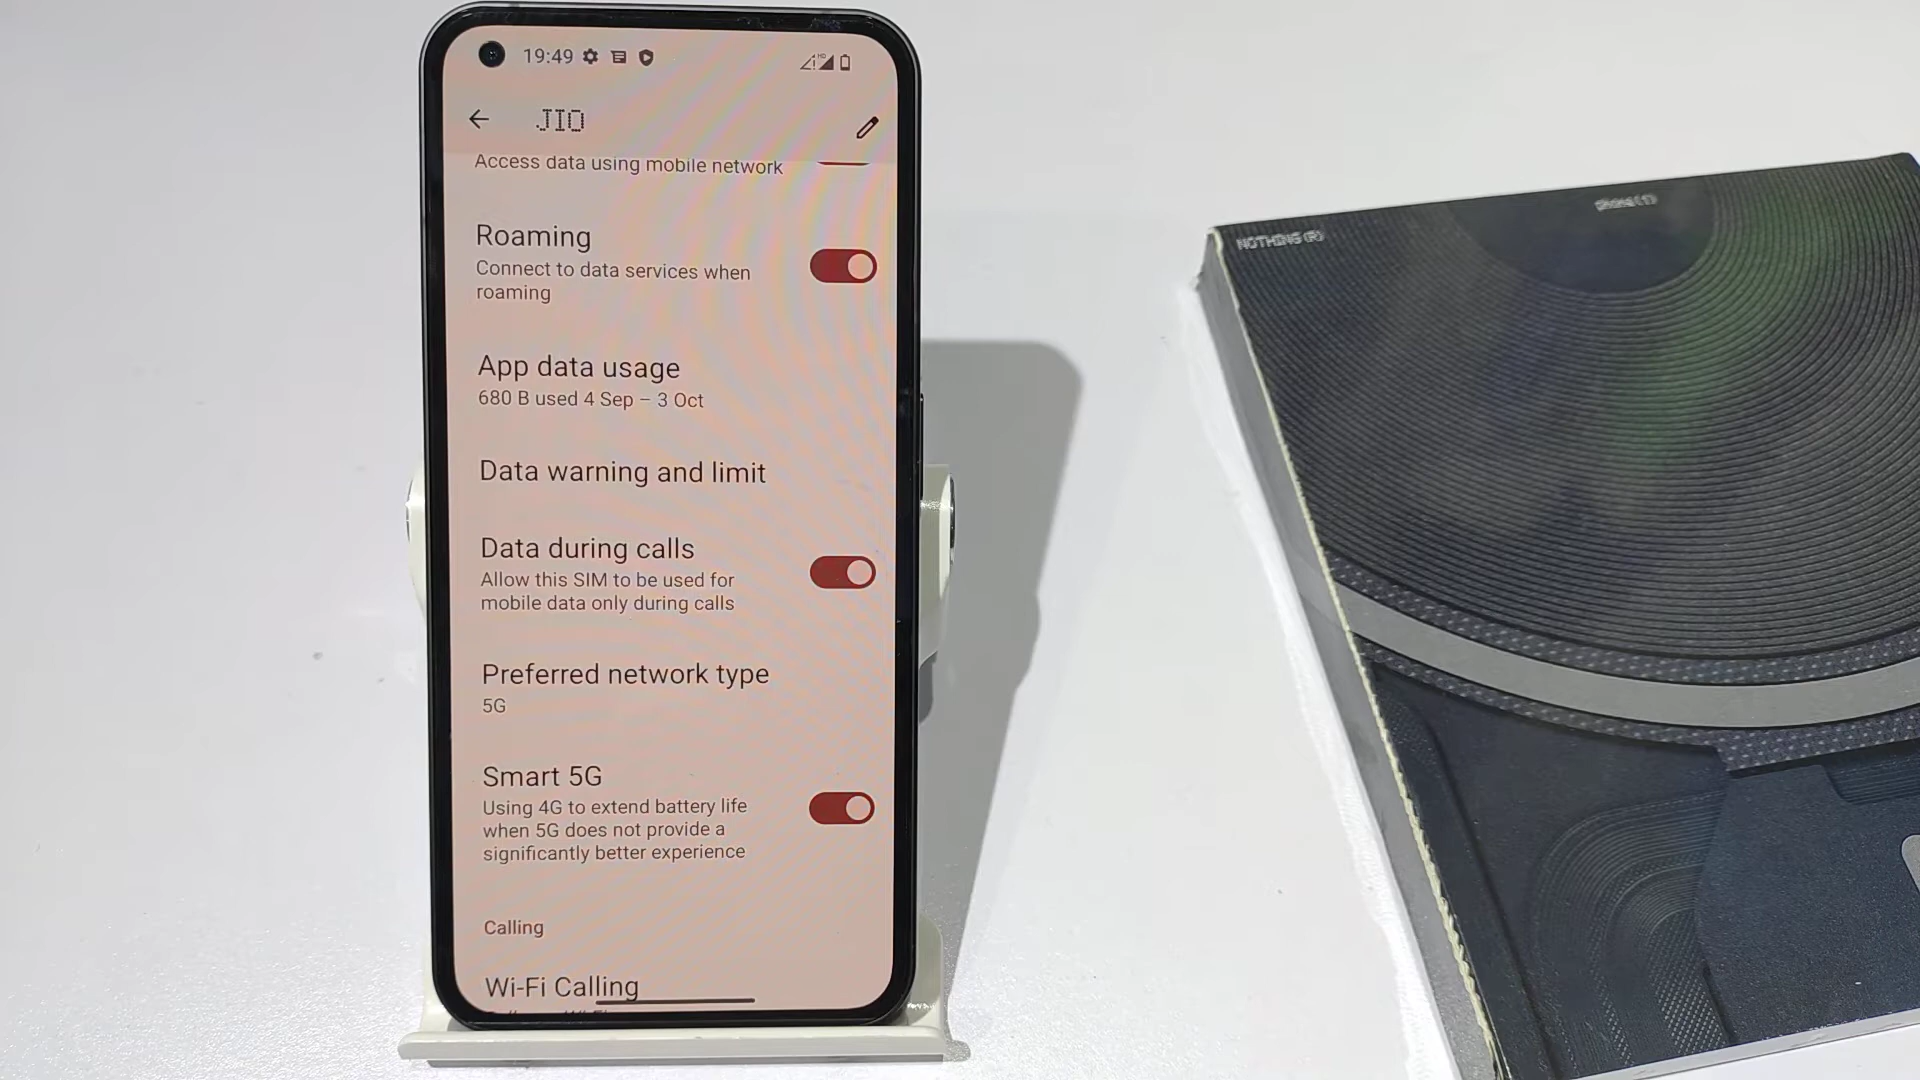 19:49
JIO
Access data using mobile network
Roaming
Connect to data services when
roaming
App data usage
680 B used 4 Sep – 3 Oct
Data warning and limit
Data during calls
Allow this SIM to be used for
mobile data only during calls
Preferred network type
5G
Smart 5G
Using 4G to extend battery life
when 5G does not provide a
significantly better experience
Calling
Wi-Fi Calling
NOTHING (R)
phone (1)